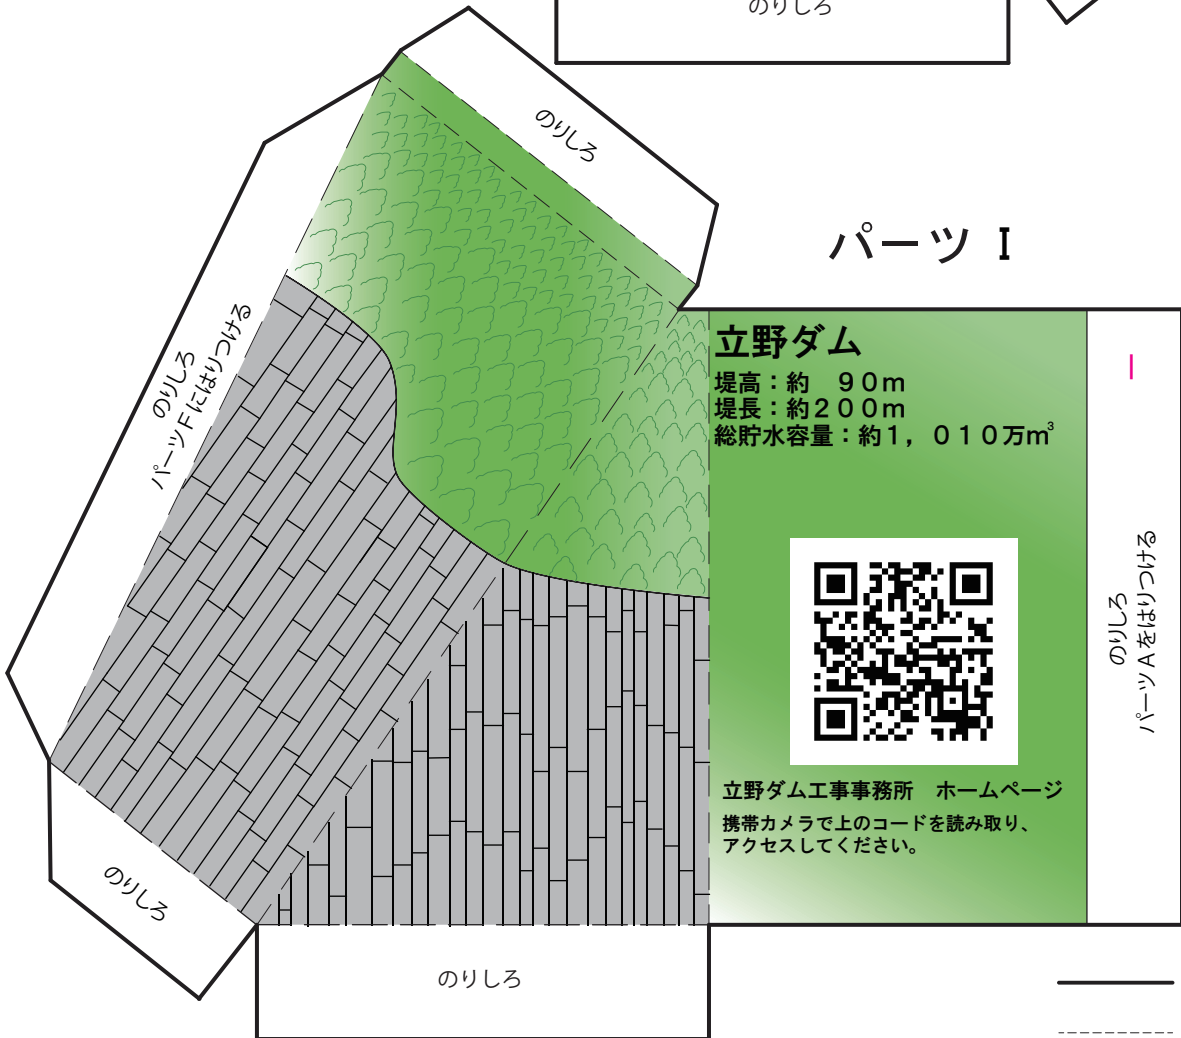 のりしろ
のりしろ
パーツ I
のりしろ
パーツ F にはりつける
立野ダム
堤高：約　９０ｍ
堤長：約２００ｍ
総貯水容量：約１，０１０万㎥
のりしろ
パーツ A をはりつける
立野ダム工事事務所　ホームページ
携帯カメラで上のコードを読み取り、
アクセスしてください。
のりしろ
のりしろ